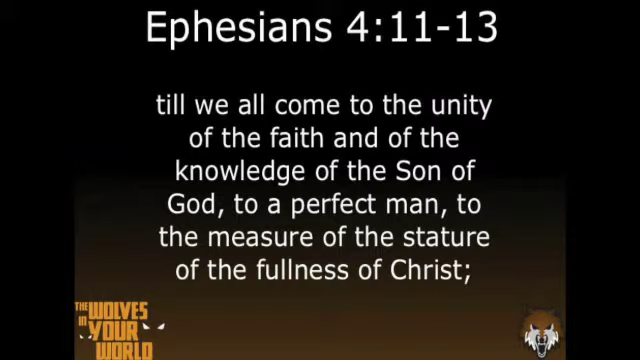 Ephesians 4:11-13
till we all come to the unity
of the faith and of the
knowledge of the Son of
God, to a perfect man, to
the measure of the stature
of the fullness of Christ;
THE WOLVES
IN YOUR
WORLD